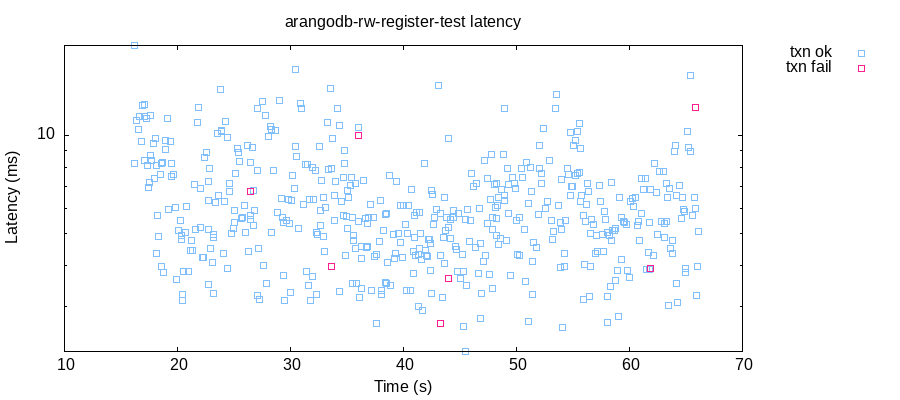 arangodb-rw-register-test latency
txn ok
txn fail
10
Latency (ms)
10 20 30 40 50 60 70
Time (s)